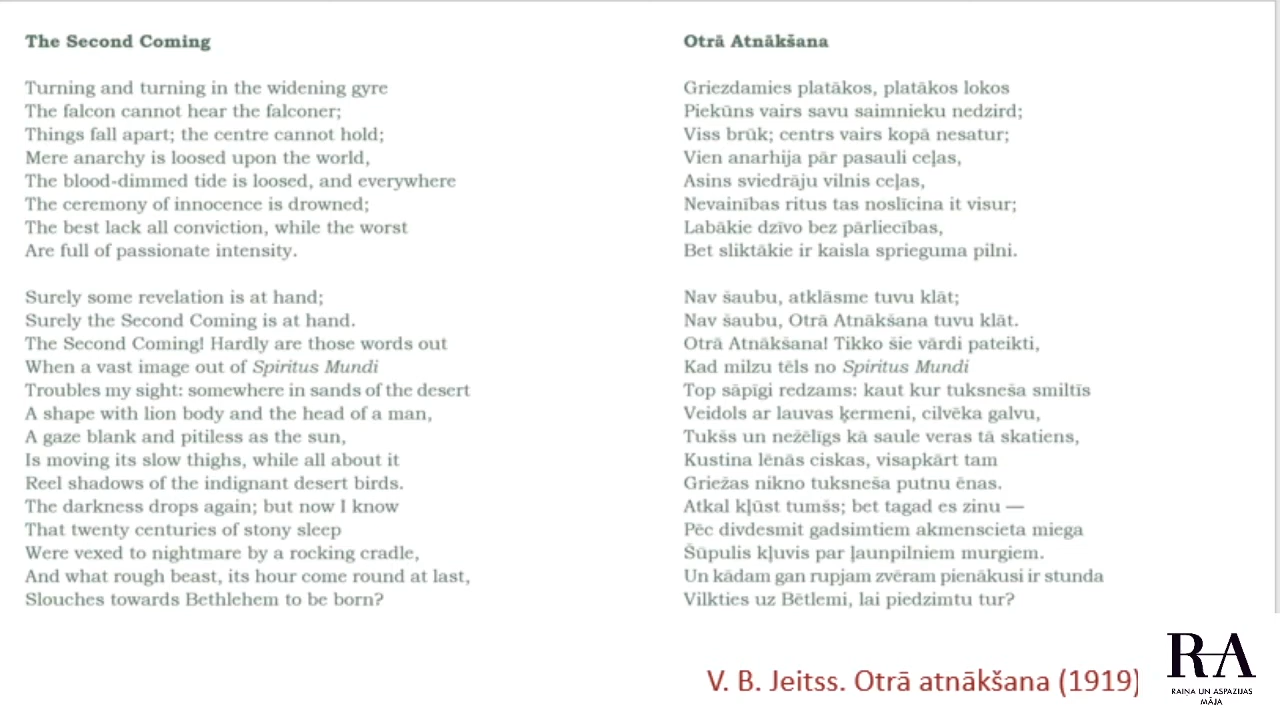 The Second Coming
Turning and turning in the widening gyre
The falcon cannot hear the falconer;
Things fall apart; the centre cannot hold;
Mere anarchy is loosed upon the world,
The blood-dimmed tide is loosed, and everywhere
The ceremony of innocence is drowned;
The best lack all conviction, while the worst
Are full of passionate intensity.
Surely some revelation is at hand;
Surely the Second Coming is at hand.
The Second Coming! Hardly are those words out
When a vast image out of Spiritus Mundi
Troubles my sight: somewhere in sands of the desert
A shape with lion body and the head of a man,
A gaze blank and pitiless as the sun,
Is moving its slow thighs, while all about it
Reel shadows of the indignant desert birds.
The darkness drops again; but now I know
That twenty centuries of stony sleep
Were vexed to nightmare by a rocking cradle,
And what rough beast, its hour come round at last,
Slouches towards Bethlehem to be born?
Otrā Atnākšana
Griezdamies platākos, platākos lokos
Piekūns vairs savu saimnieku nedzird;
Viss brūk; centrs vairs kopā nesatur;
Vien anarhija pār pasauli ceļas,
Asins sviedrāju vilnis ceļas,
Nevainības ritus tas noslīcina it visur;
Labākie dzīvo bez pārliecības,
Bet sliktākie ir kaisla sprieguma pilni.
Nav šaubu, atklāsme tuvu klāt;
Nav šaubu, Otrā Atnākšana tuvu klāt.
Otrā Atnākšana! Tikko šie vārdi pateikti,
Kad milzu tēls no Spiritus Mundi
Top sāpīgi redzams: kaut kur tuksneša smiltīs
Veidols ar lauvas ķermeni, cilvēka galvu,
Tukšs un nežēlīgs kā saule veras tā skatiens,
Kustina lēnās ciskas, visapkārt tam
Griežas nikno tuksneša putnu ēnas.
Atkal kļūst tumšs; bet tagad es zinu —
Pēc divdesmit gadsimtiem akmenscieta miega
Šūpulis kļuvis par ļaunpilniem murgiem.
Un kādam gan rupjam zvēram pienākusi ir stunda
Vilkties uz Bētlemi, lai piedzimtu tur?
V. B. Jeitss. Otrā atnākšana (1919)
RA
RAIŅA UN ASPAZIJAS
MĀJA